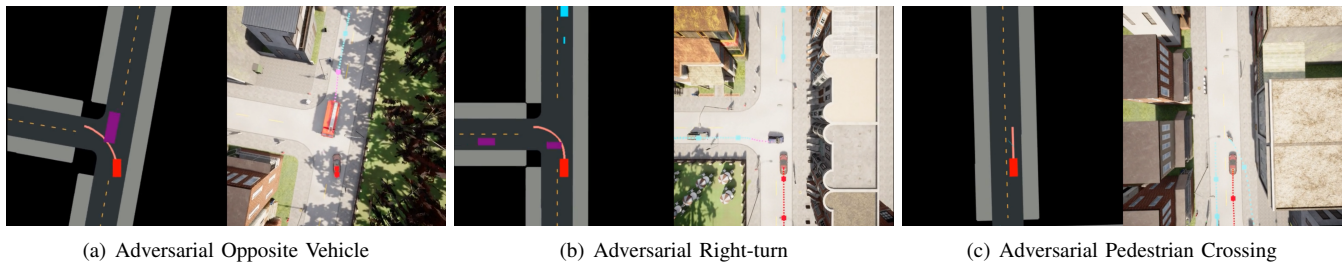 (a) Adversarial Opposite Vehicle
(b) Adversarial Right-turn
(c) Adversarial Pedestrian Crossing